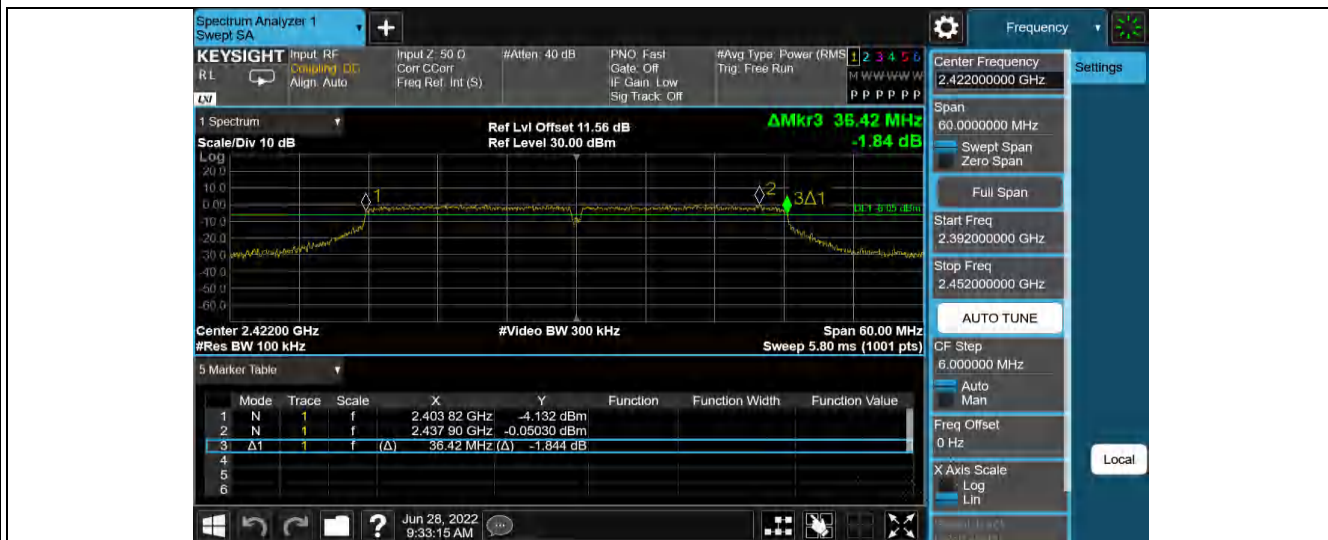 Spectrum Analyzer 1
Swept SA
Frequency
KEYSIGHT
RL
LXI
Input: RF
Coupling: DC
Align: Auto
Input Z: 50 Ω
Corr CCorr
Freq Ref: Int (S)
#Atten: 40 dB
PNO: Fast
Gate: Off
IF Gain: Low
Sig Track: Off
#Avg Type: Power (RMS
Trig: Free Run
1 2 3 4 5 6
M W W W W W
P P P P P P
1 Spectrum
Scale/Div 10 dB
Ref Lvl Offset 11.56 dB
Ref Level 30.00 dBm
ΔMkr3 36.42 MHz
-1.84 dB
Log
20.0
10.0
0.00
-10.0
-20.0
-30.0
-40.0
-50.0
-60.0
1
2
3Δ1
DL1 -6.05 dBm
Center 2.42200 GHz
#Res BW 100 kHz
#Video BW 300 kHz
Span 60.00 MHz
Sweep 5.80 ms (1001 pts)
5 Marker Table
Mode Trace Scale X Y Function Function Width Function Value
1 N 1 f 2.403 82 GHz -4.132 dBm
2 N 1 f 2.437 90 GHz -0.05030 dBm
3 Δ1 1 f (Δ) 36.42 MHz (Δ) -1.844 dB
4
5
6
Jun 28, 2022
9:33:15 AM
Center Frequency
2.422000000 GHz
Span
60.0000000 MHz
Swept Span
Zero Span
Full Span
Start Freq
2.392000000 GHz
Stop Freq
2.452000000 GHz
AUTO TUNE
CF Step
6.000000 MHz
Auto
Man
Freq Offset
0 Hz
X Axis Scale
Log
Lin
Settings
Local